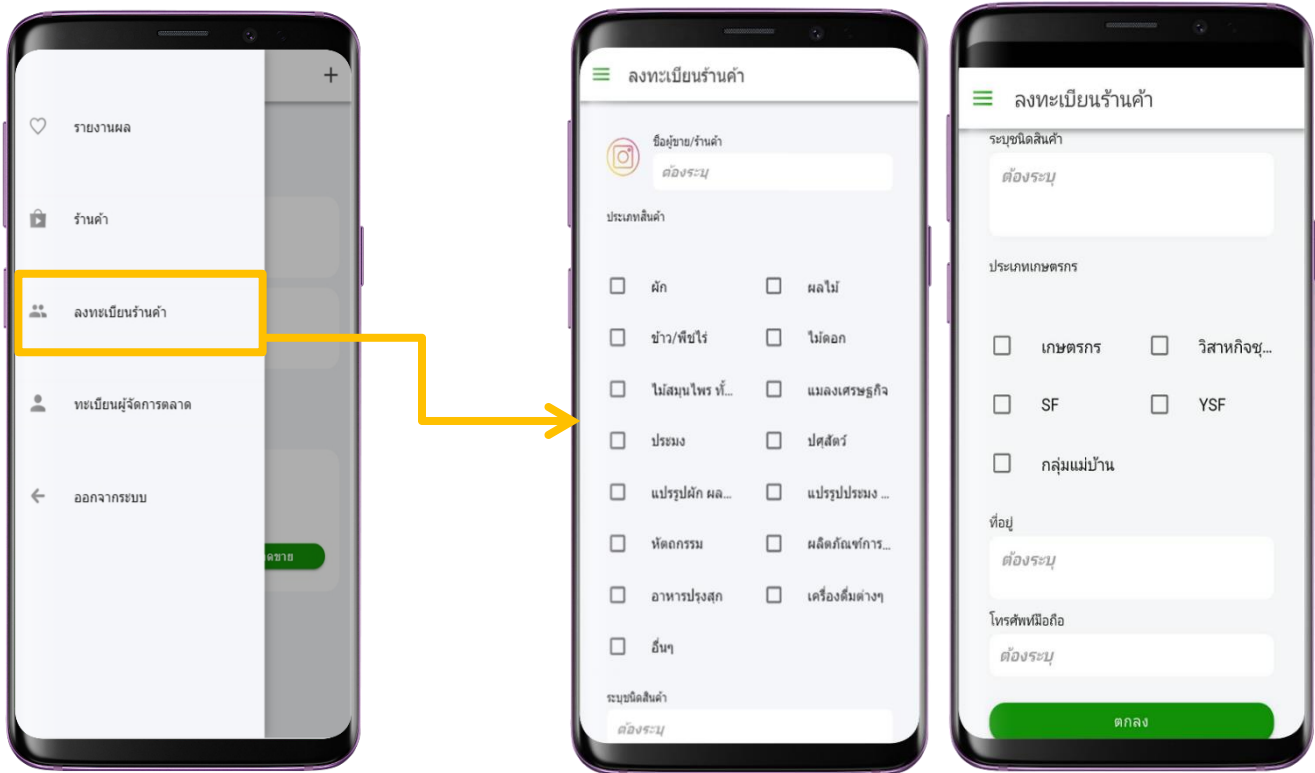 +
รายงานผล
ร้านค้า
ลงทะเบียนร้านค้า
ทะเบียนผู้จัดการตลาด
ออกจากระบบ
ดขาย
ลงทะเบียนร้านค้า
ชื่อผู้ขาย/ร้านค้า
ต้องระบุ
ประเภทสินค้า
ผัก ผลไม้
ข้าว/พืชไร่ ไม้ดอก
ไม้สมุนไพร ทั้... แมลงเศรษฐกิจ
ประมง ปศุสัตว์
แปรรูปผัก ผล... แปรรูปประมง ...
หัตถกรรม ผลิตภัณฑ์การ...
อาหารปรุงสุก เครื่องดื่มต่างๆ
อื่นๆ
ระบุชนิดสินค้า
ต้องระบุ
ลงทะเบียนร้านค้า
ระบุชนิดสินค้า
ต้องระบุ
ประเภทเกษตรกร
เกษตรกร วิสาหกิจชุ...
SF YSF
กลุ่มแม่บ้าน
ที่อยู่
ต้องระบุ
โทรศัพท์มือถือ
ต้องระบุ
ตกลง